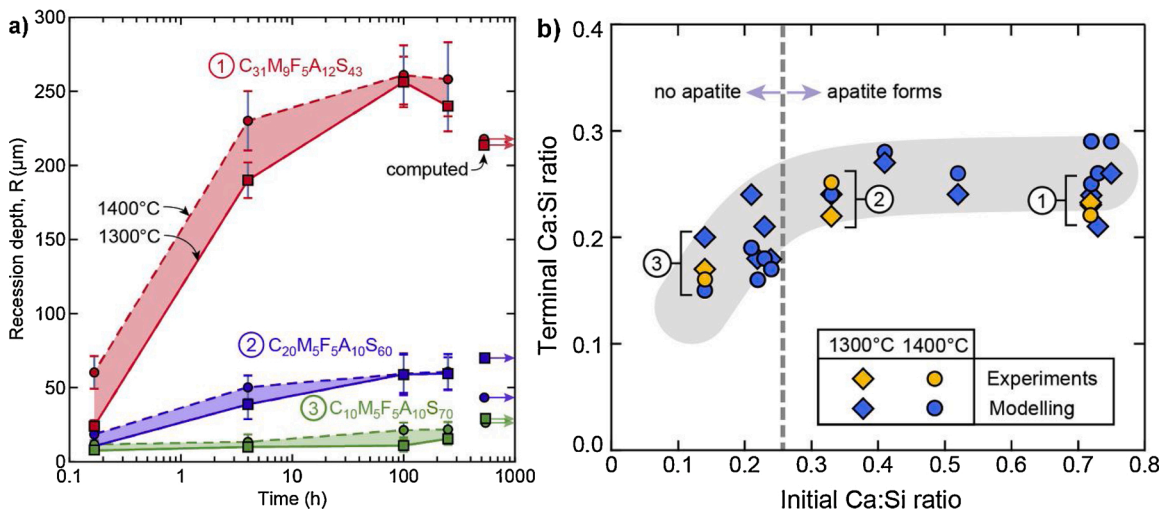 a)
300
250
200
150
100
50
0
Recession depth, R (µm)
0.1
1
10
100
1000
Time (h)
① C₃₁M₉F₅A₁₂S₄₃
1400°C
1300°C
computed
② C₂₀M₅F₅A₁₀S₆₀
③ C₁₀M₅F₅A₁₀S₇₀
b)
0.4
0.3
0.2
0.1
0.0
Terminal Ca:Si ratio
0
0.1
0.2
0.3
0.4
0.5
0.6
0.7
0.8
Initial Ca:Si ratio
no apatite
apatite forms
3
2
1
1300°C 1400°C
Experiments
Modelling